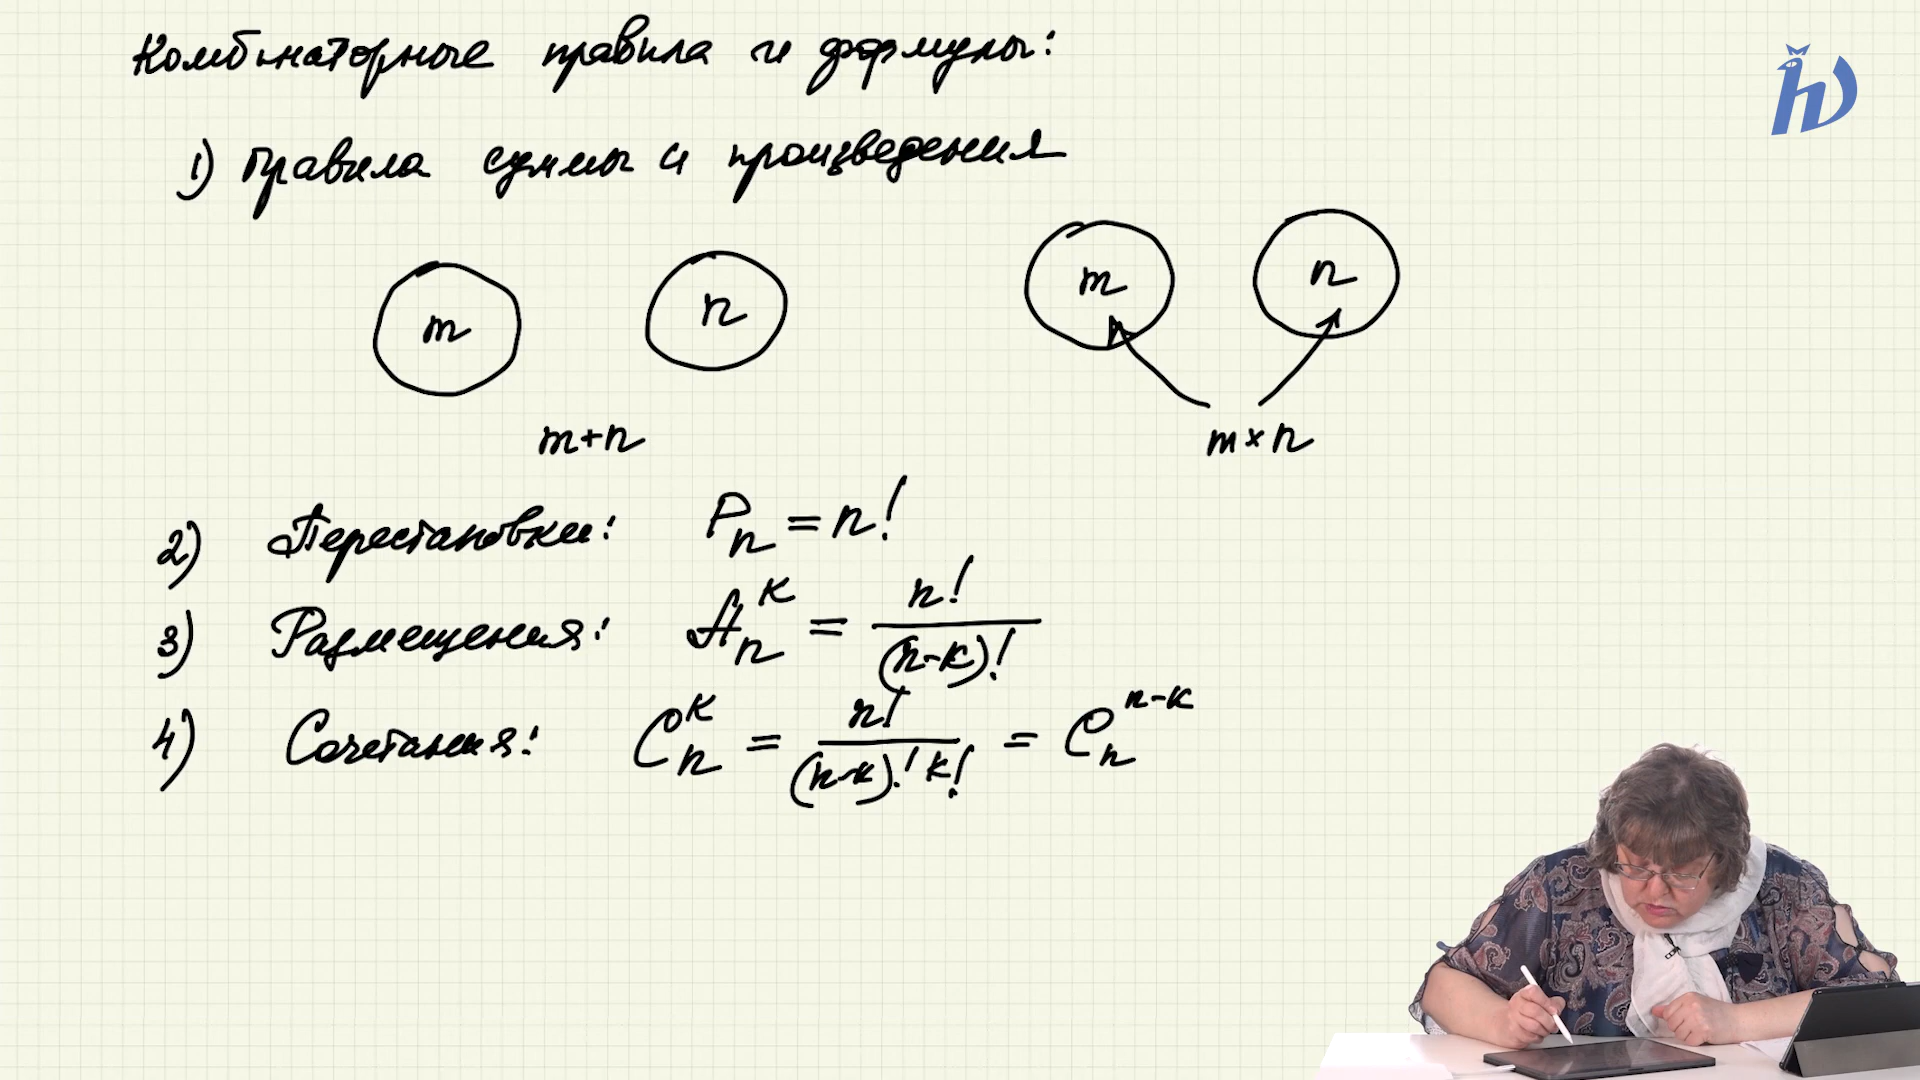 Комбинаторные правила и формулы:
1) Правила суммы и произведения
m n m n
m+n m×n
2) Перестановки: Pₙ = n!
3) Размещения: Aₙᵏ = n! / (n-k)!
4) Сочетания: Cₙᵏ = n! / (n-k)! k! = Cₙⁿ⁻ᵏ